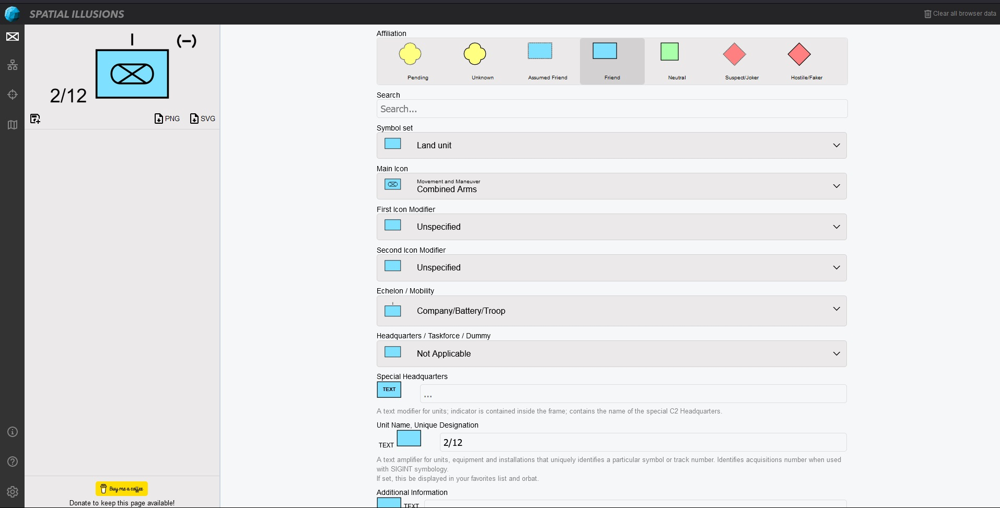 SPATIAL ILLUSIONS
Clear all browser data
I
(–)
2/12
PNG
SVG
Buy me a coffee
Donate to keep this page available!
Affiliation
Pending
Unknown
Assumed Friend
Friend
Neutral
Suspect/Joker
Hostile/Faker
Search
Search...
Symbol set
Land unit
Main Icon
Movement and Maneuver
Combined Arms
First Icon Modifier
Unspecified
Second Icon Modifier
Unspecified
Echelon / Mobility
Company/Battery/Troop
Headquarters / Taskforce / Dummy
Not Applicable
Special Headquarters
TEXT
...
A text modifier for units; indicator is contained inside the frame; contains the name of the special C2 Headquarters.
Unit Name, Unique Designation
TEXT
2/12
A text amplifier for units, equipment and installations that uniquely identifies a particular symbol or track number. Identifies acquisitions number when used
with SIGINT symbology.
If set, this be displayed in your favorites list and orbat.
Additional Information
TEXT